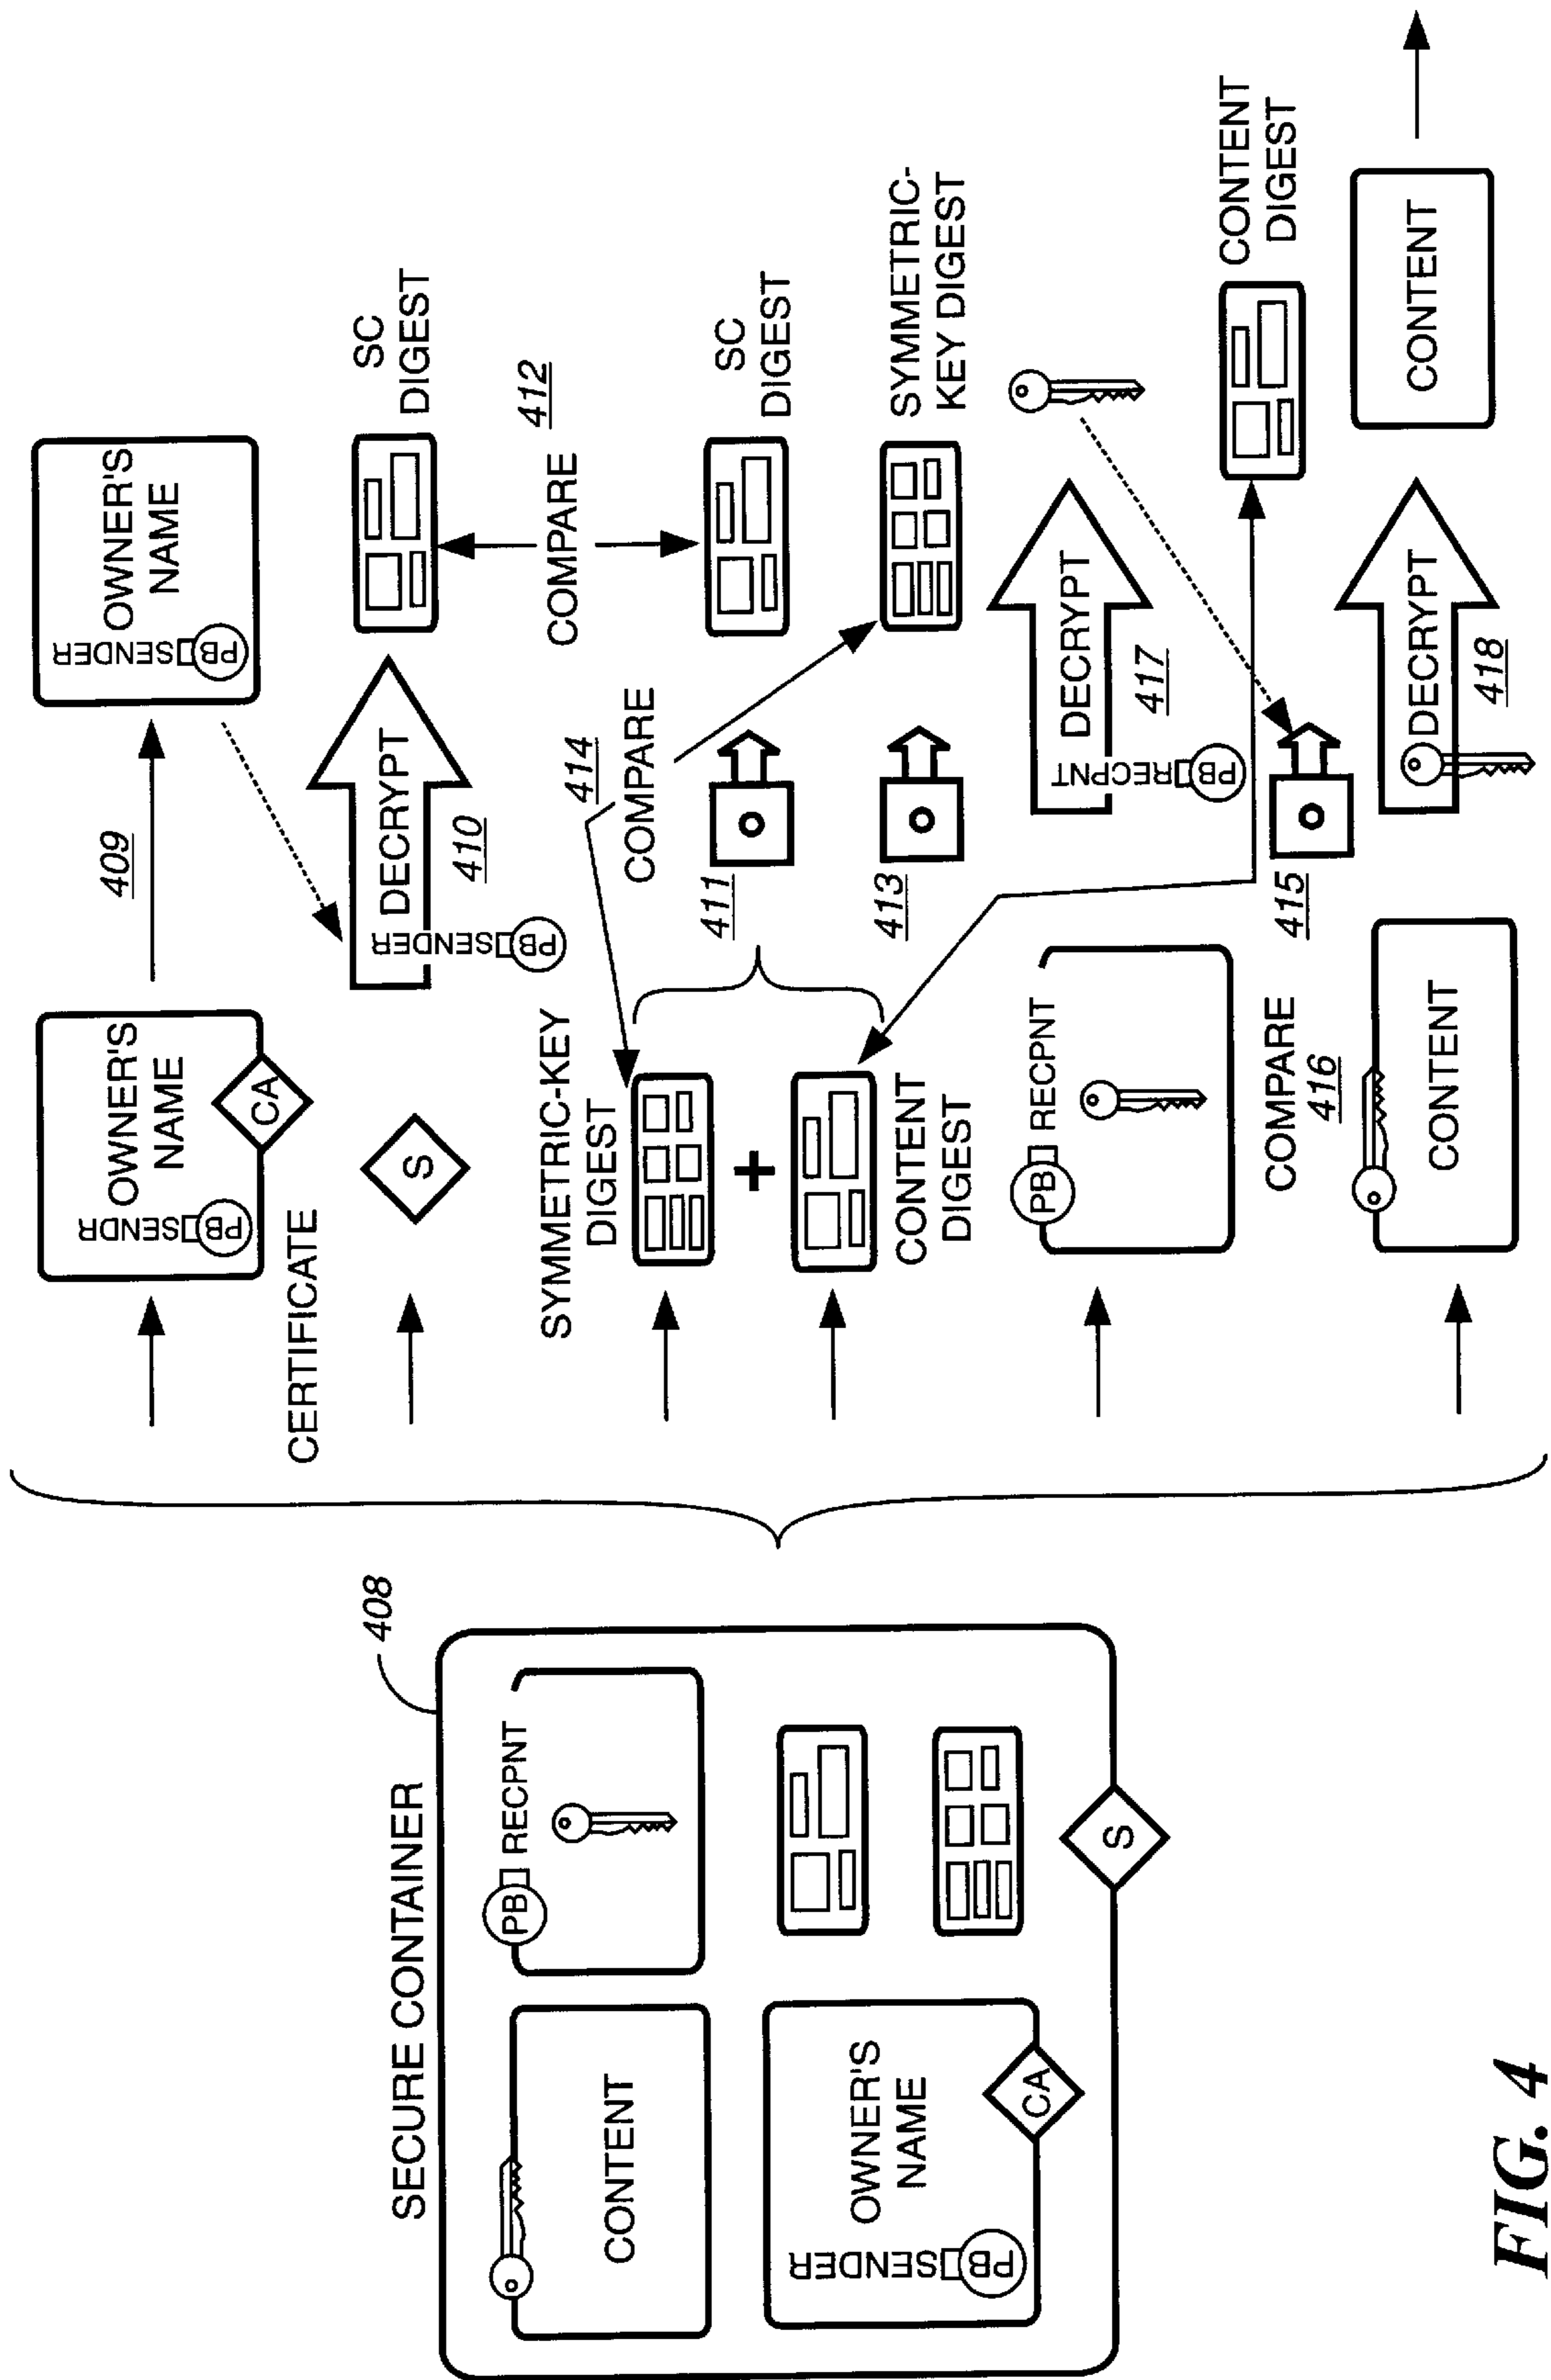 SECURE CONTAINER
408
PB RECPNT
CONTENT
OWNER'S
NAME
PB SENDER
CA
S
OWNER'S
NAME
PB SENDR
CA
CERTIFICATE
409
OWNER'S
NAME
PB SENDER
S
PB SENDER
DECRYPT
410
SC
DIGEST
COMPARE
412
SYMMETRIC-KEY
DIGEST
+
CONTENT
DIGEST
414
COMPARE
411
SC
DIGEST
413
SYMMETRIC-
KEY DIGEST
PB RECPNT
PB RECPNT
DECRYPT
417
COMPARE
416
415
CONTENT
DIGEST
CONTENT
DECRYPT
418
CONTENT
FIG. 4